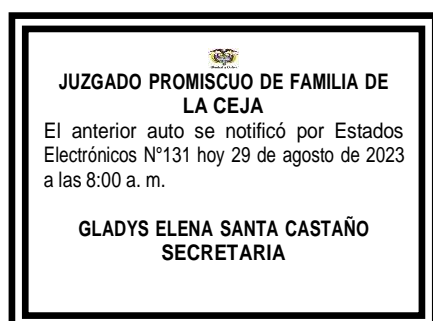 JUZGADO PROMISCUO DE FAMILIA DE
LA CEJA
El anterior auto se notificó por Estados
Electrónicos N°131 hoy 29 de agosto de 2023
a las 8:00 a. m.
GLADYS ELENA SANTA CASTAÑO
SECRETARIA